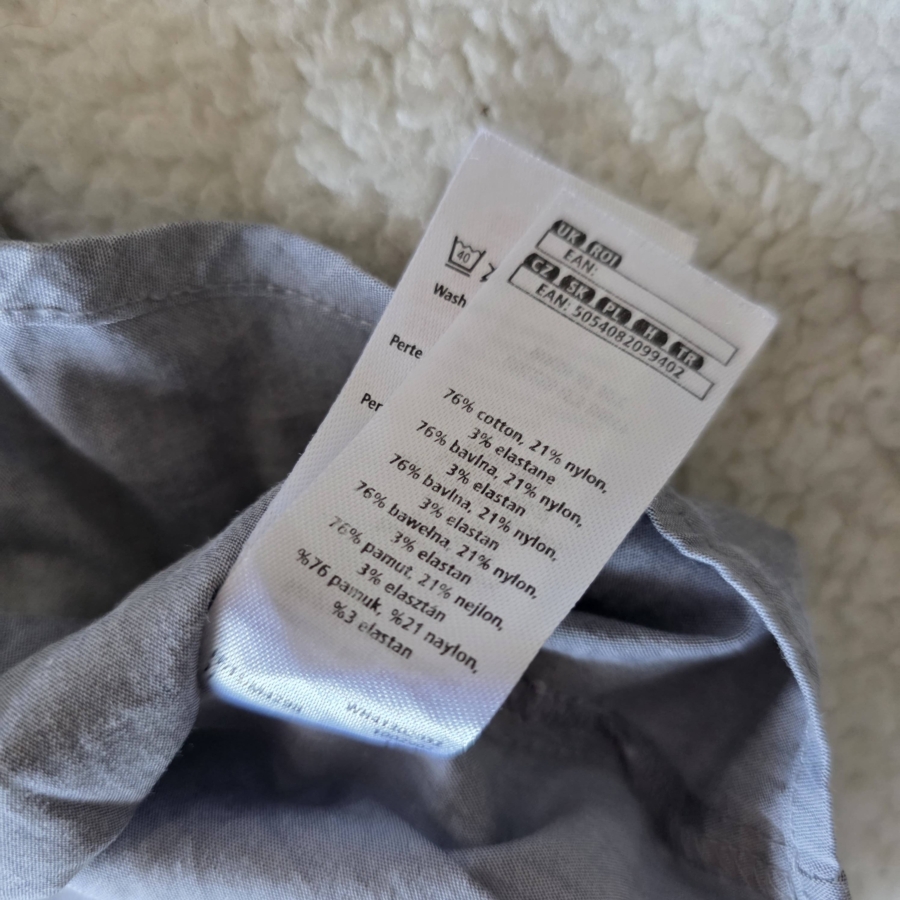 40
Wash
Perte
Per
UK ROI
EAN:
CZ SK PL H TR
EAN: 5054082099402
76% cotton, 21% nylon,
3% elastane
76% bavlna, 21% nylon,
3% elastan
76% bavlna, 21% nylon,
3% elastan
76% bawełna, 21% nylon,
3% elastan
76% pamut, 21% nejlon,
3% elasztán
%76 pamuk, %21 naylon,
%3 elastan